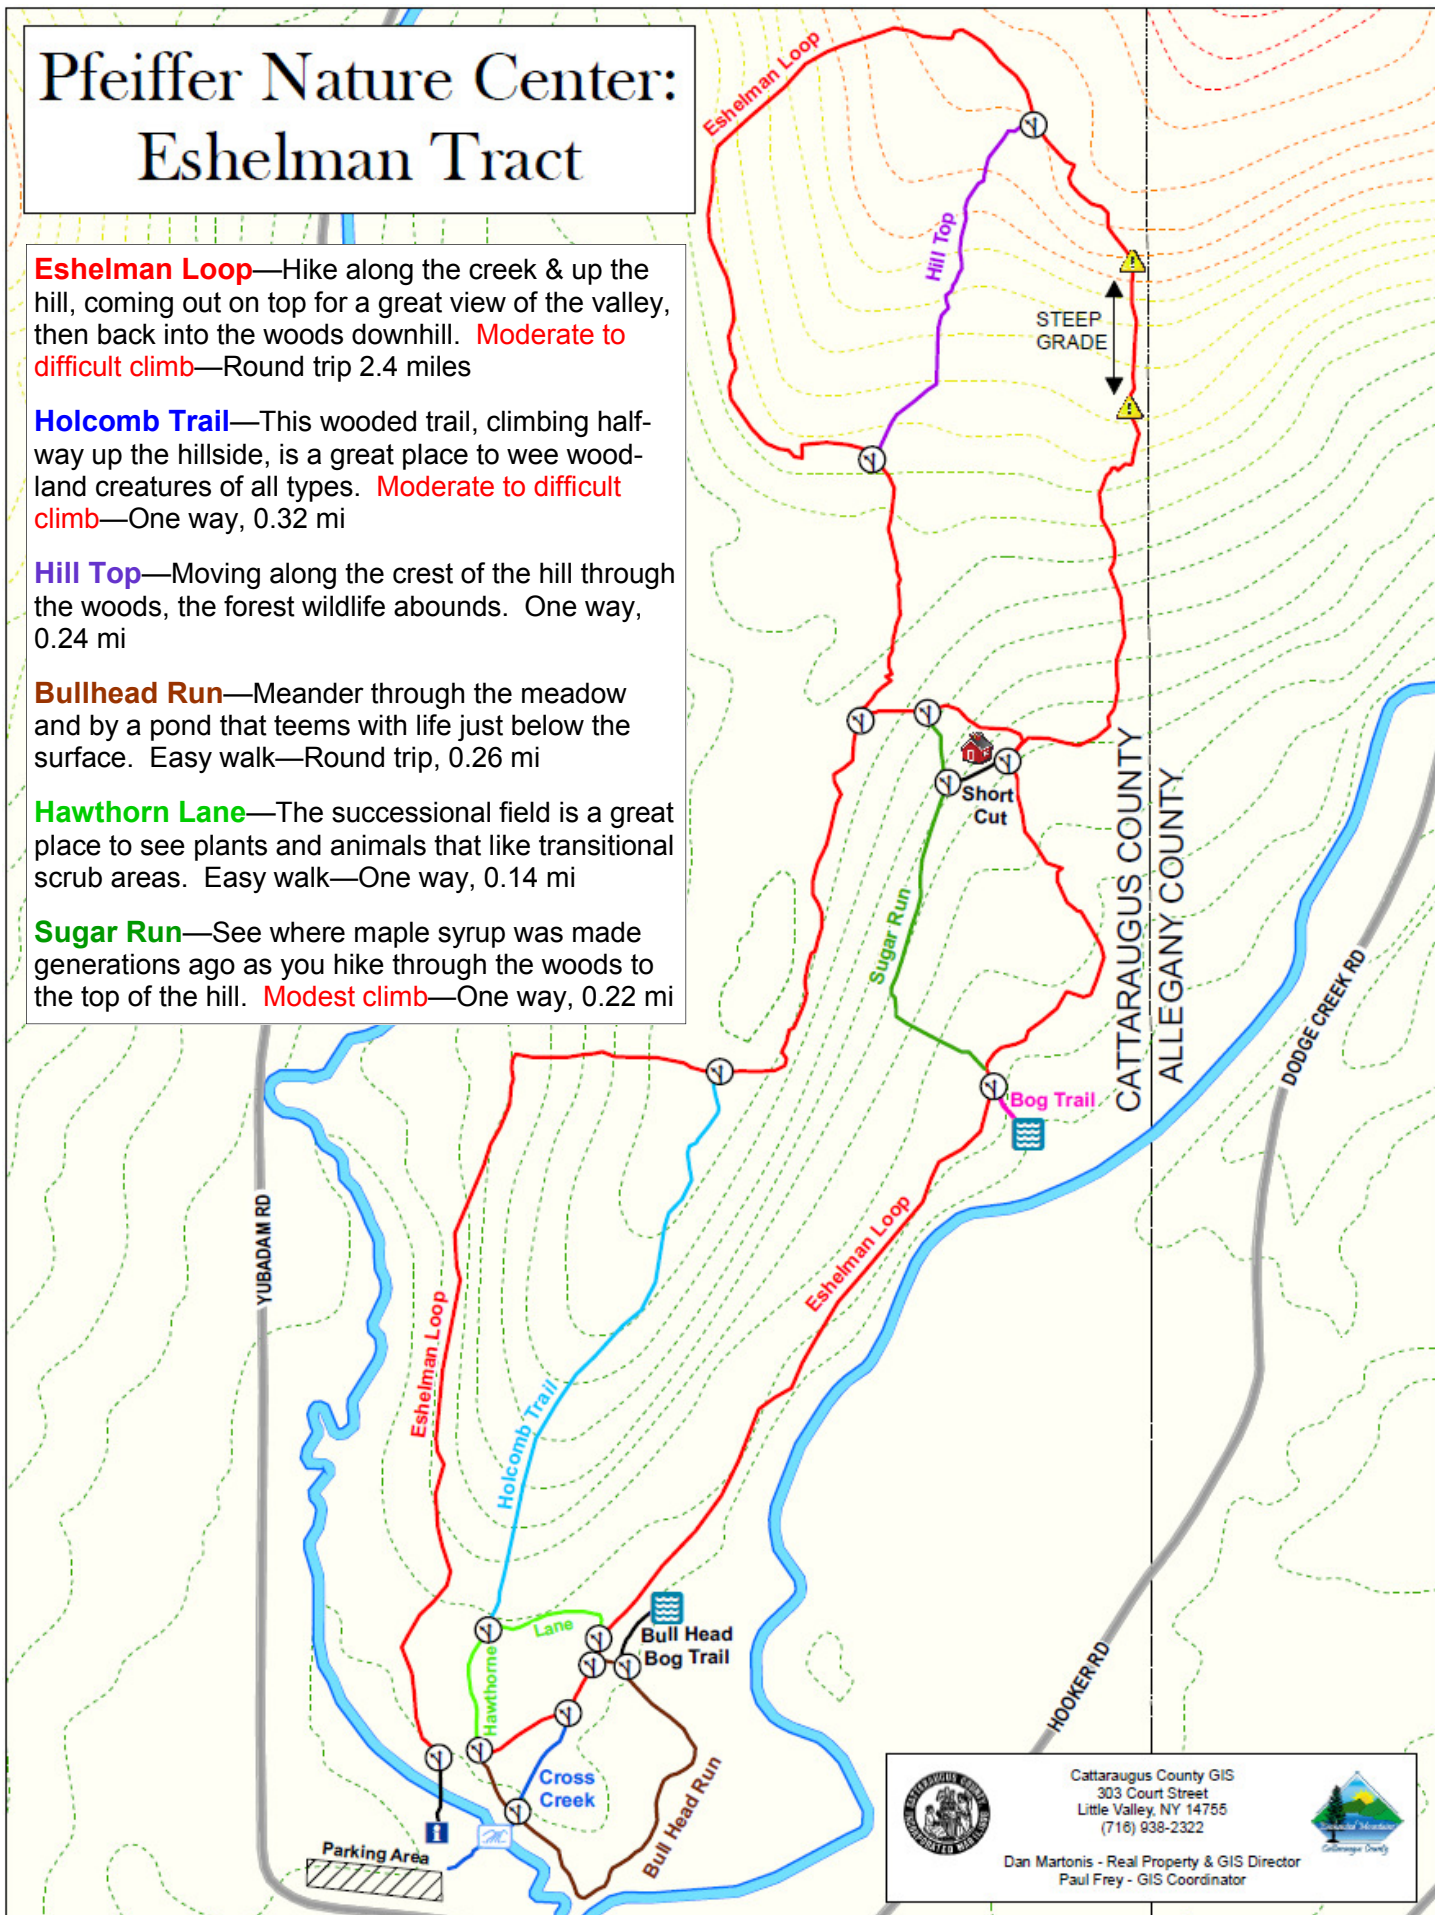 Pfeiffer Nature Center:
Eshelman Tract
Eshelman Loop—Hike along the creek & up the
hill, coming out on top for a great view of the valley,
then back into the woods downhill. Moderate to
difficult climb—Round trip 2.4 miles
Holcomb Trail—This wooded trail, climbing half-
way up the hillside, is a great place to wee wood-
land creatures of all types. Moderate to difficult
climb—One way, 0.32 mi
Hill Top—Moving along the crest of the hill through
the woods, the forest wildlife abounds. One way,
0.24 mi
Bullhead Run—Meander through the meadow
and by a pond that teems with life just below the
surface. Easy walk—Round trip, 0.26 mi
Hawthorn Lane—The successional field is a great
place to see plants and animals that like transitional
scrub areas. Easy walk—One way, 0.14 mi
Sugar Run—See where maple syrup was made
generations ago as you hike through the woods to
the top of the hill. Modest climb—One way, 0.22 mi
Eshelman Loop
Hill Top
STEEP
GRADE
Short
Cut
Sugar Run
CATTARAUGUS COUNTY
ALLEGANY COUNTY
DODGE CREEK RD
Bog Trail
YUBADAM RD
Eshelman Loop
Eshelman Loop
Holcomb Trail
Lane
Hawthorne
Bull Head
Bog Trail
HOOKER RD
Cross
Creek
Bull Head Run
Parking Area
Cattaraugus County GIS
303 Court Street
Little Valley, NY 14755
(716) 938-2322
Dan Martonis - Real Property & GIS Director
Paul Frey - GIS Coordinator